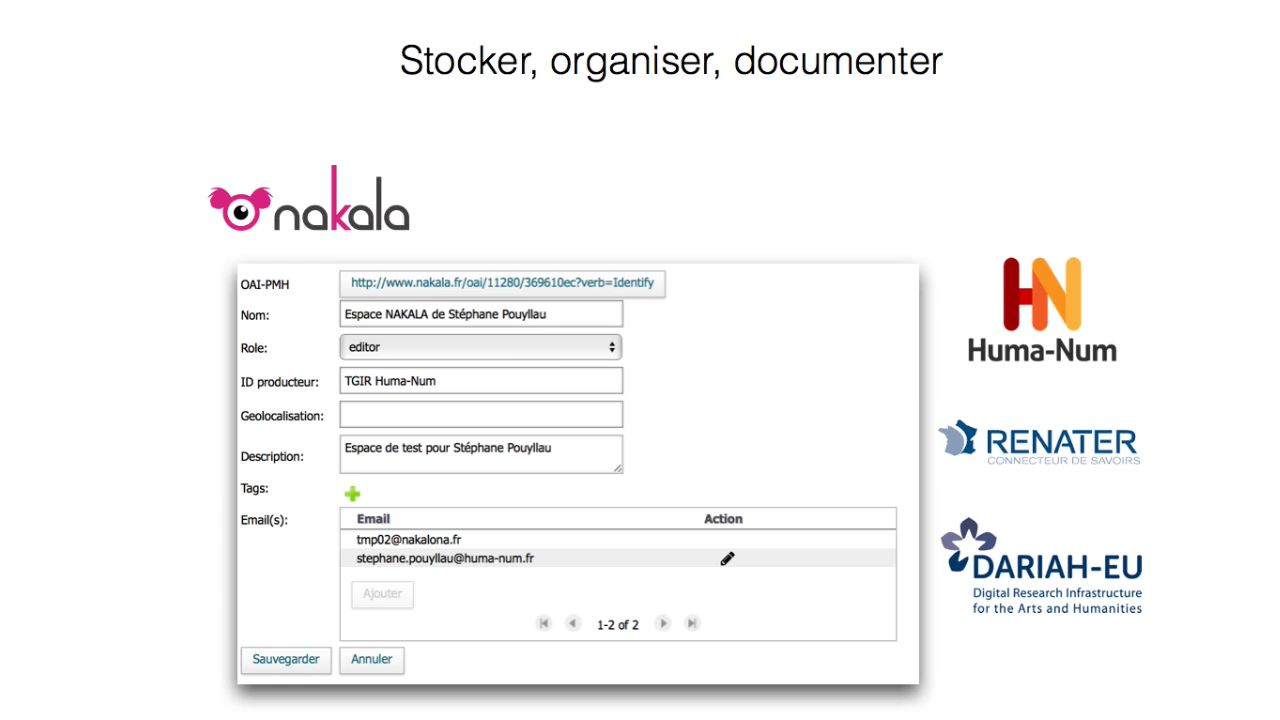 Stocker, organiser, documenter
nakala
OAI-PMH http://www.nakala.fr/oai/11280/369610ec?verb=Identify
Nom: Espace NAKALA de Stéphane Pouyllau
Role: editor
ID producteur: TGIR Huma-Num
Geolocalisation:
Description: Espace de test pour Stéphane Pouyllau
Tags:
Email(s): Email Action
tmp02@nakalona.fr
stephane.pouyllau@huma-num.fr
Ajouter
1-2 of 2
Sauvegarder Annuler
HN
Huma-Num
RENATER
CONNECTEUR DE SAVOIRS
DARIAH-EU
Digital Research Infrastructure
for the Arts and Humanities